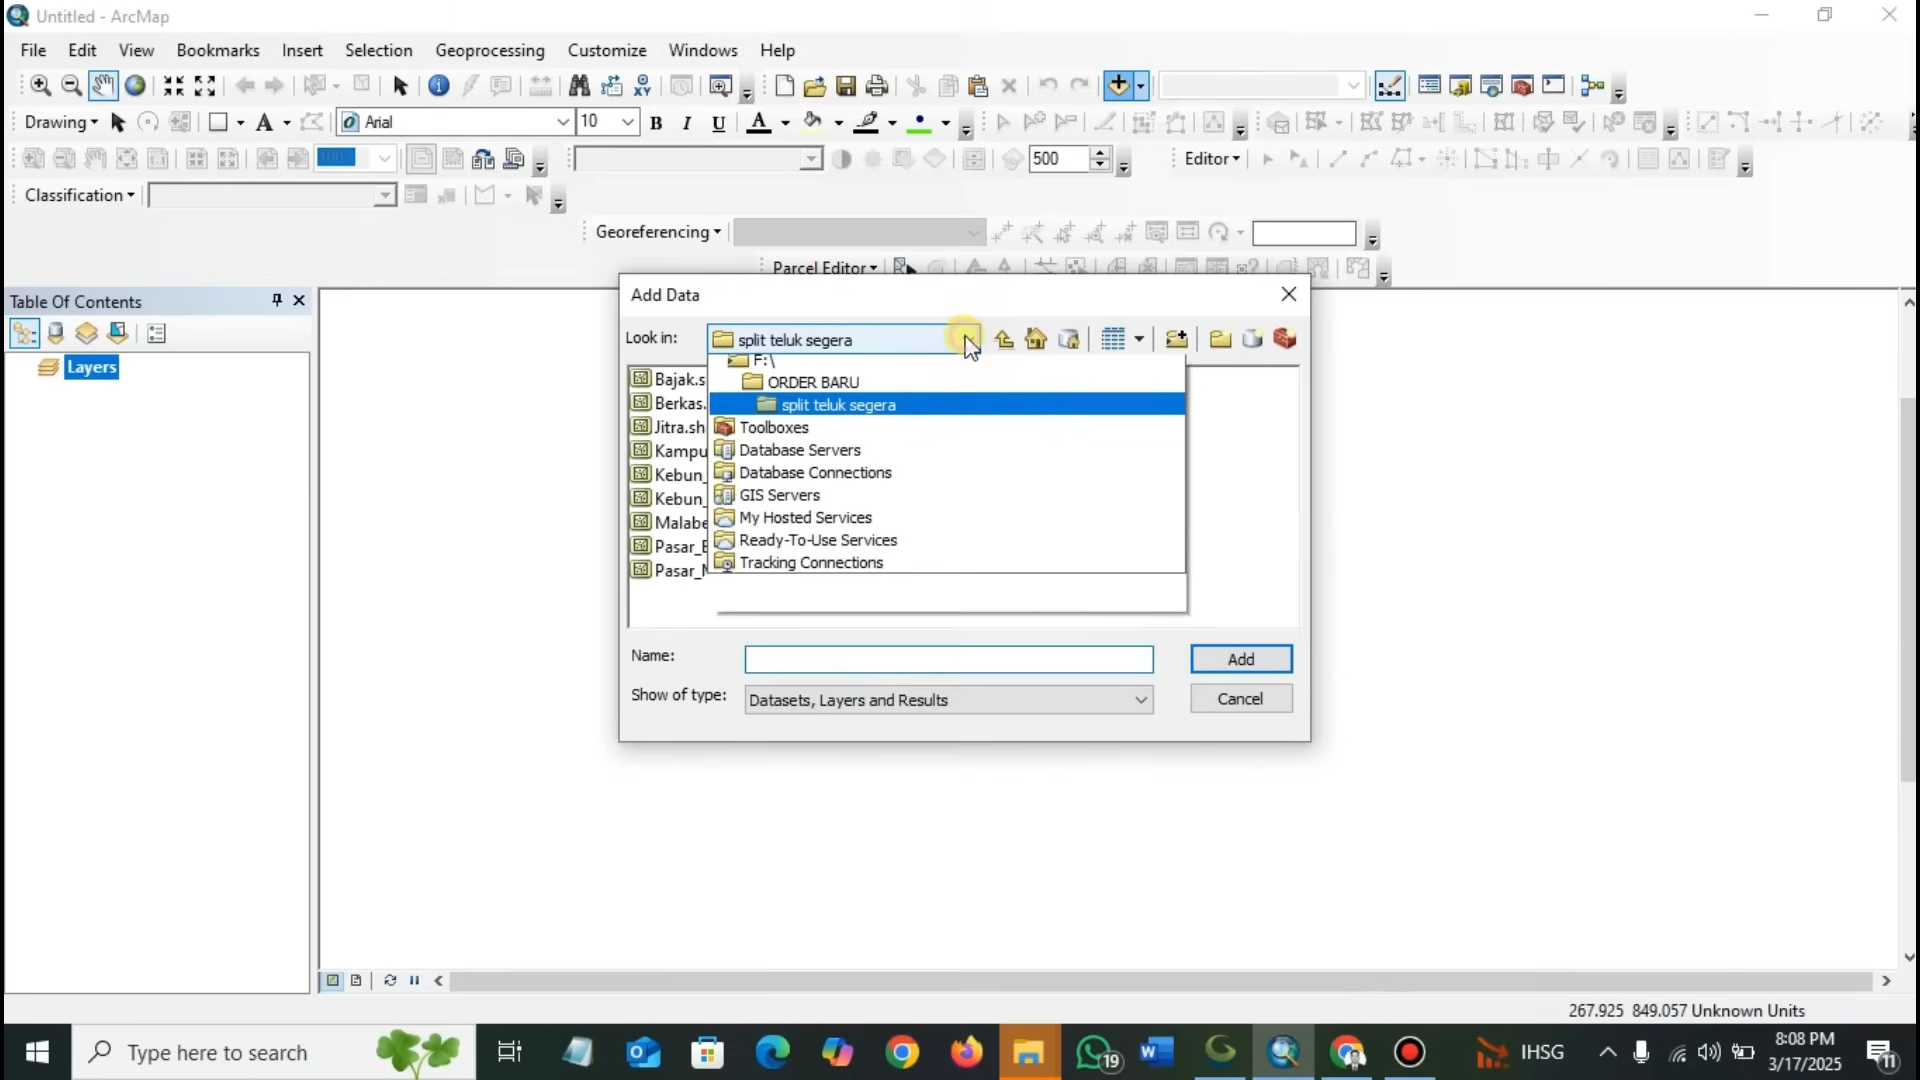 Untitled - ArcMap
File Edit View Bookmarks Insert Selection Geoprocessing Customize Windows Help
Drawing Arial 10 B I U
500 Editor
Classification
Georeferencing
Parcel Editor
Table Of Contents
Layers
Add Data
Look in: split teluk segera
F:\
ORDER BARU
split teluk segera
Toolboxes
Database Servers
Database Connections
GIS Servers
My Hosted Services
Ready-To-Use Services
Tracking Connections
Bajak.s
Berkas.
Jitra.sh
Kampu
Kebun_
Kebun_
Malabe
Pasar_
Pasar_
Name:
Add
Show of type: Datasets, Layers and Results
Cancel
267.925 849.057 Unknown Units
Type here to search
19
IHSG
8:08 PM
3/17/2025
11